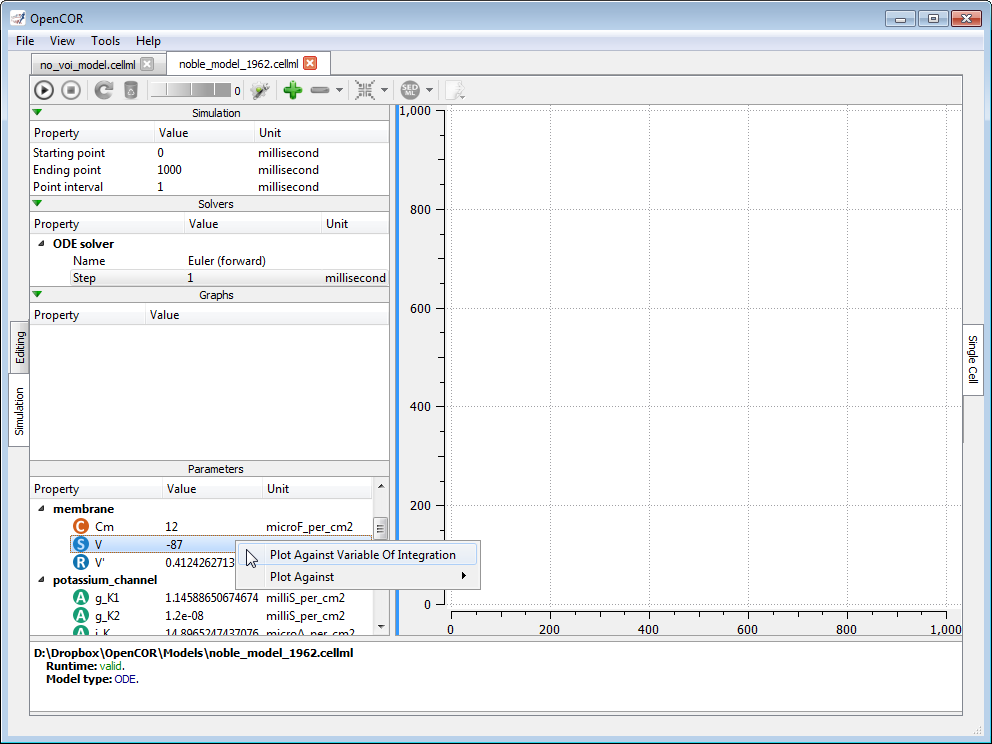 OpenCOR
File View Tools Help
no_voi_model.cellml noble_model_1962.cellml
0 SED ML
Simulation
Property Value Unit
Starting point 0 millisecond
Ending point 1000 millisecond
Point interval 1 millisecond
Solvers
Property Value Unit
ODE solver
Name Euler (forward)
Step 1 millisecond
Graphs
Property Value
Editing
Simulation
Parameters
Property Value Unit
membrane
C Cm 12 microF_per_cm2
S V -87
R V' 0.4124262713
Plot Against Variable Of Integration
Plot Against
potassium_channel
A g_K1 1.14588650674674 milliS_per_cm2
A g_K2 1.2e-08 milliS_per_cm2
A i_K 14.8965247437076 microA_per_cm2
1,000
800
600
400
200
0
0 200 400 600 800 1,000
Single Cell
D:\Dropbox\OpenCOR\Models\noble_model_1962.cellml
Runtime: valid.
Model type: ODE.